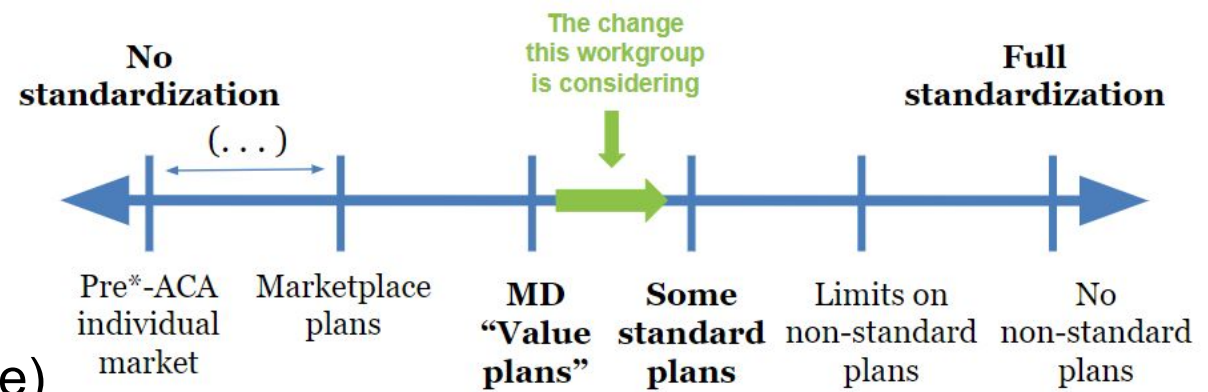 The change
this workgroup
is considering
No
standardization
Full
standardization
(...)
Pre*-ACA
individual
market
Marketplace
plans
MD
“Value
plans”
Some
standard
plans
Limits on
non-standard
plans
No
non-standard
plans
e)